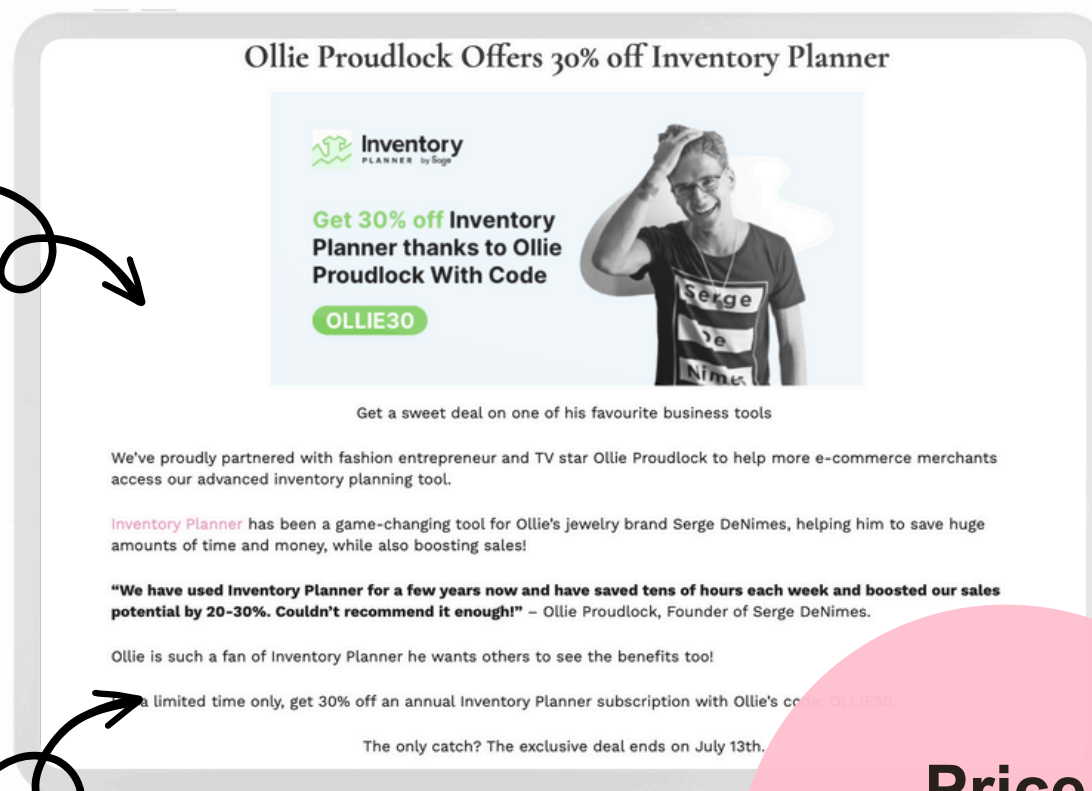 Ollie Proudlock Offers 30% off Inventory Planner
Inventory
PLANNER by Sage
Get 30% off Inventory
Planner thanks to Ollie
Proudlock With Code
OLLIE30
Serge
De
Nimes
Get a sweet deal on one of his favourite business tools
We’ve proudly partnered with fashion entrepreneur and TV star Ollie Proudlock to help more e-commerce merchants
access our advanced inventory planning tool.
Inventory Planner has been a game-changing tool for Ollie’s jewelry brand Serge DeNimes, helping him to save huge
amounts of time and money, while also boosting sales!
“We have used Inventory Planner for a few years now and have saved tens of hours each week and boosted our sales
potential by 20-30%. Couldn’t recommend it enough!” – Ollie Proudlock, Founder of Serge DeNimes.
Ollie is such a fan of Inventory Planner he wants others to see the benefits too!
a limited time only, get 30% off an annual Inventory Planner subscription with Ollie’s code: OLLIE30.
The only catch? The exclusive deal ends on July 13th.
Price